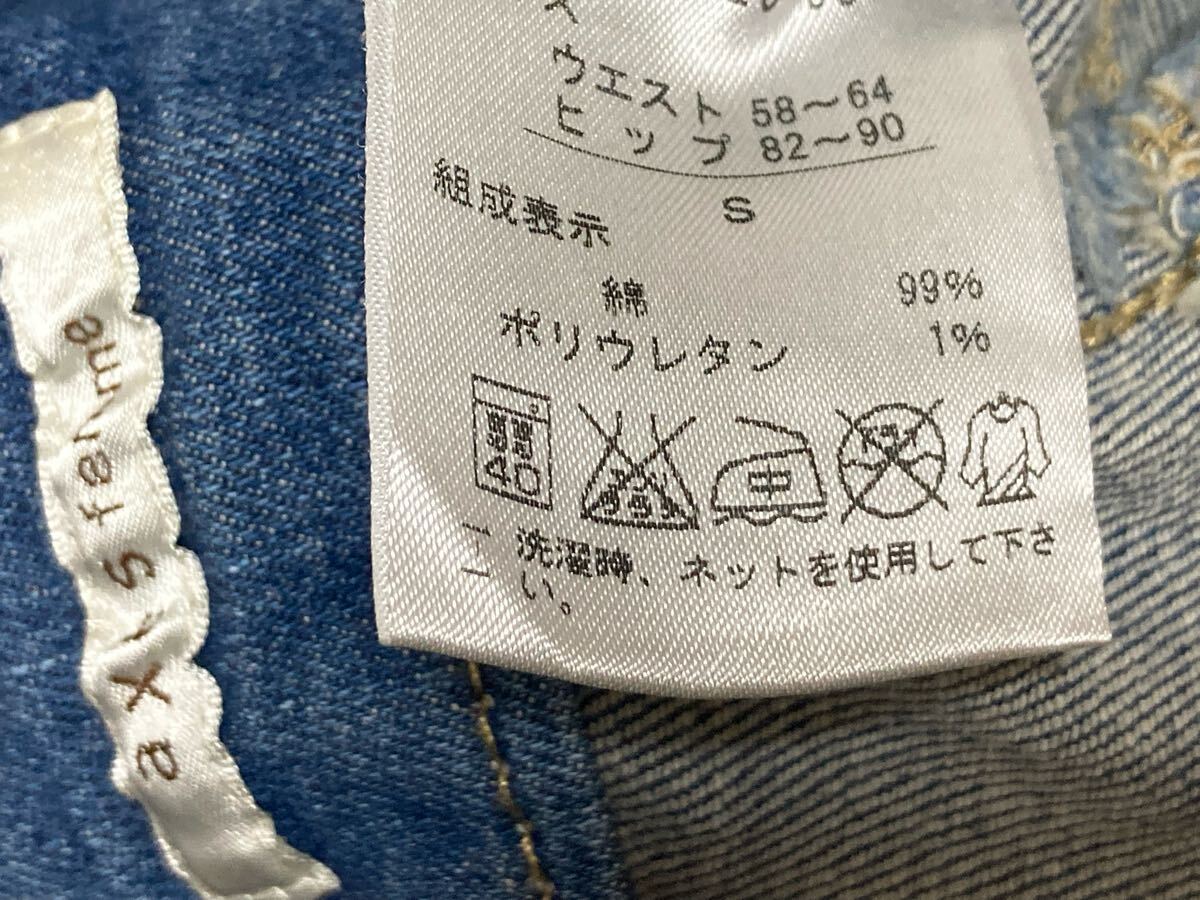 ウエスト 58～64
ヒップ 82～90
S
組成表示
綿 99%
ポリウレタン 1%
40
中
洗濯時、ネットを使用して下さ
い。
axes femme